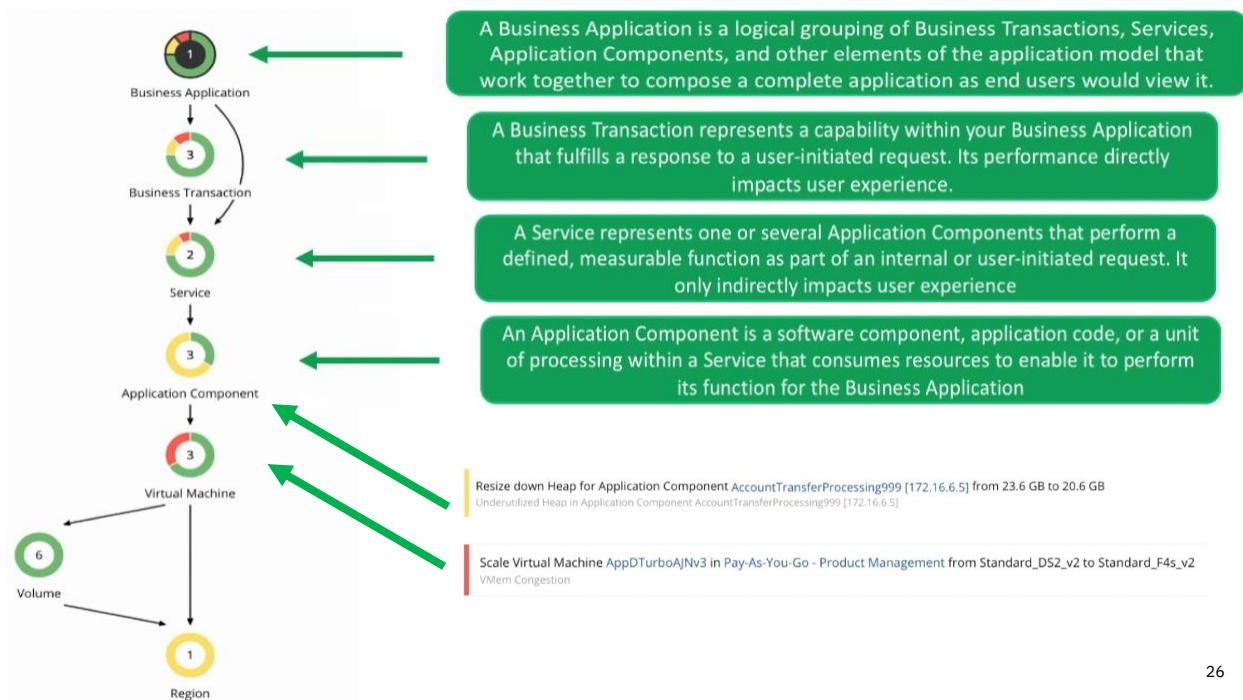 1
Business Application
3
Business Transaction
2
Service
3
Application Component
3
Virtual Machine
6
Volume
1
Region
A Business Application is a logical grouping of Business Transactions, Services,
Application Components, and other elements of the application model that
work together to compose a complete application as end users would view it.
A Business Transaction represents a capability within your Business Application
that fulfills a response to a user-initiated request. Its performance directly
impacts user experience.
A Service represents one or several Application Components that perform a
defined, measurable function as part of an internal or user-initiated request. It
only indirectly impacts user experience
An Application Component is a software component, application code, or a unit
of processing within a Service that consumes resources to enable it to perform
its function for the Business Application
Resize down Heap for Application Component AccountTransferProcessing999 [172.16.6.5] from 23.6 GB to 20.6 GB
Underutilized Heap in Application Component AccountTransferProcessing999 [172.16.6.5]
Scale Virtual Machine AppDTurboAJNv3 in Pay-As-You-Go - Product Management from Standard_DS2_v2 to Standard_F4s_v2
VMem Congestion
26